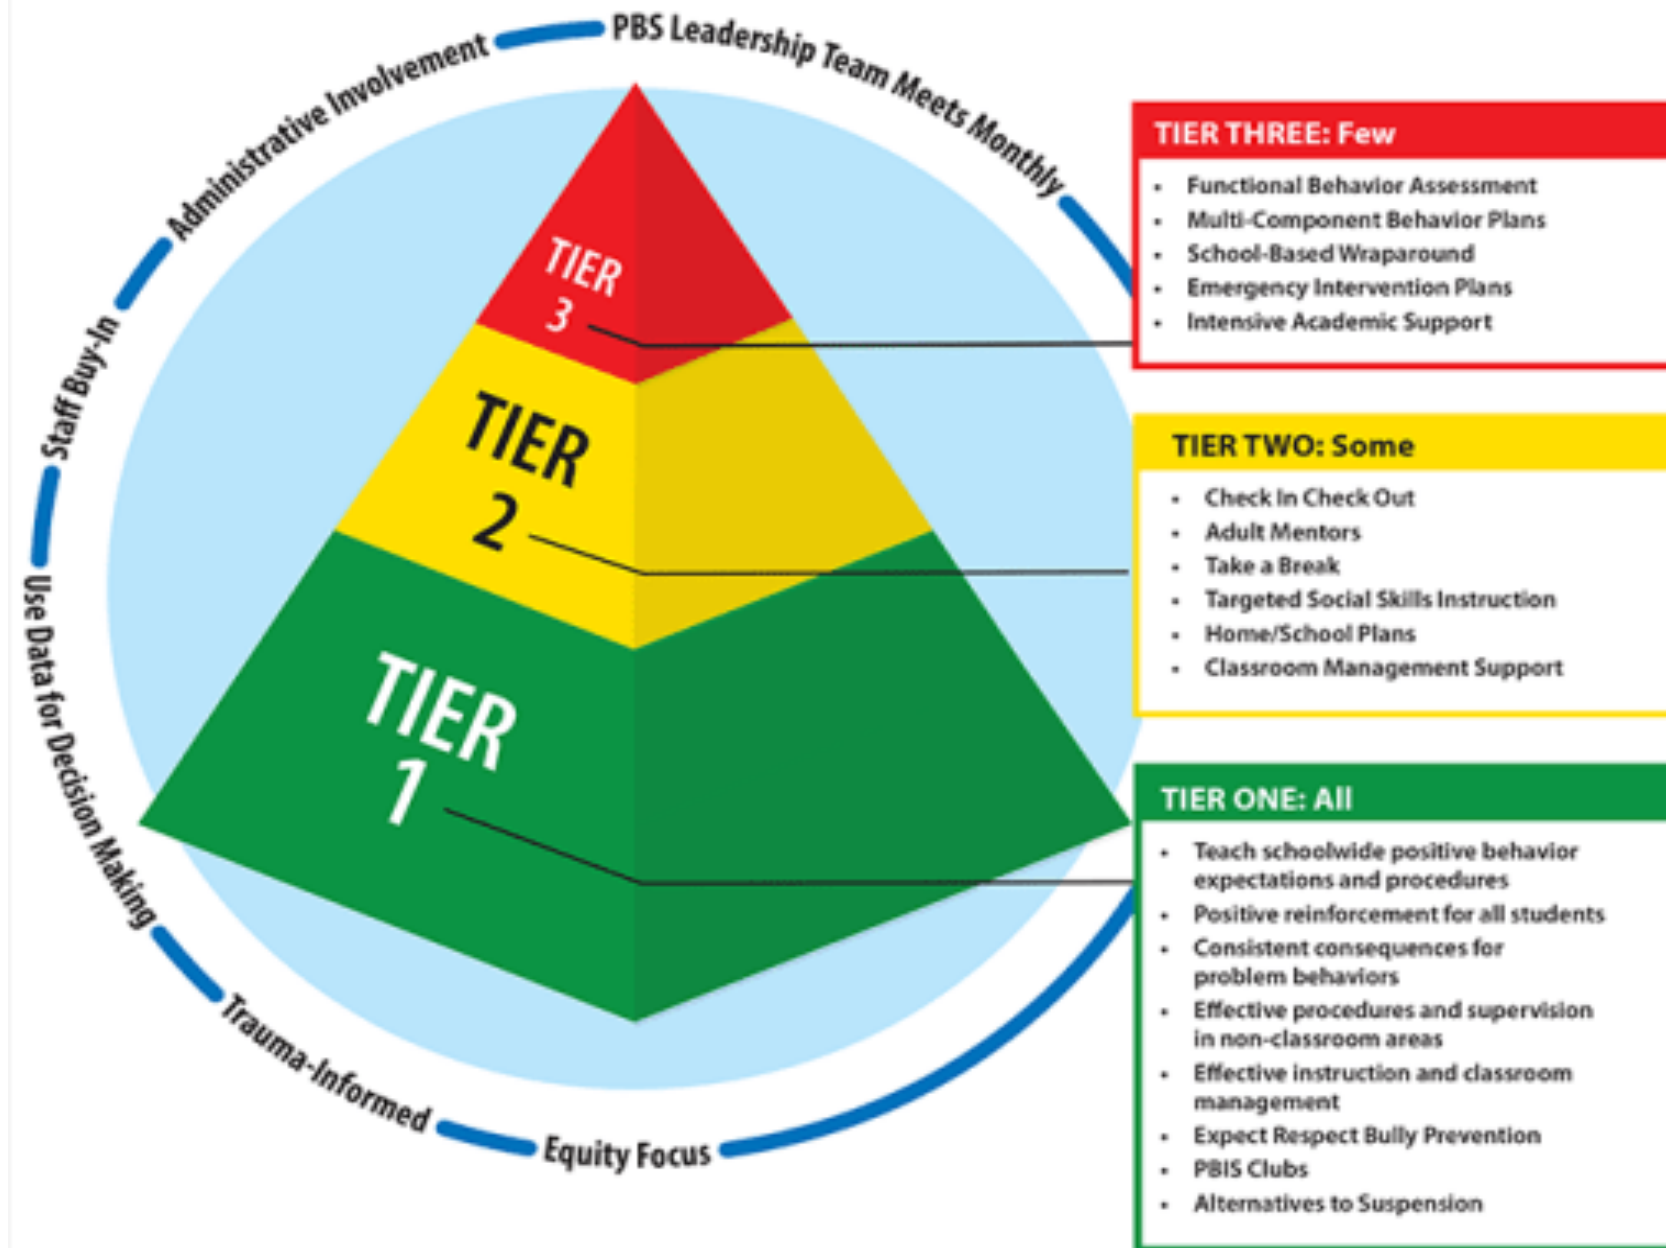 PBS Leadership Team Meets Monthly
Administrative Involvement
Staff Buy-In
Use Data for Decision Making
Trauma-Informed
Equity Focus
TIER
3
TIER
2
TIER
1
TIER THREE: Few
• Functional Behavior Assessment
• Multi-Component Behavior Plans
• School-Based Wraparound
• Emergency Intervention Plans
• Intensive Academic Support
TIER TWO: Some
• Check In Check Out
• Adult Mentors
• Take a Break
• Targeted Social Skills Instruction
• Home/School Plans
• Classroom Management Support
TIER ONE: All
• Teach schoolwide positive behavior
expectations and procedures
• Positive reinforcement for all students
• Consistent consequences for
problem behaviors
• Effective procedures and supervision
in non-classroom areas
• Effective instruction and classroom
management
• Expect Respect Bully Prevention
• PBIS Clubs
• Alternatives to Suspension